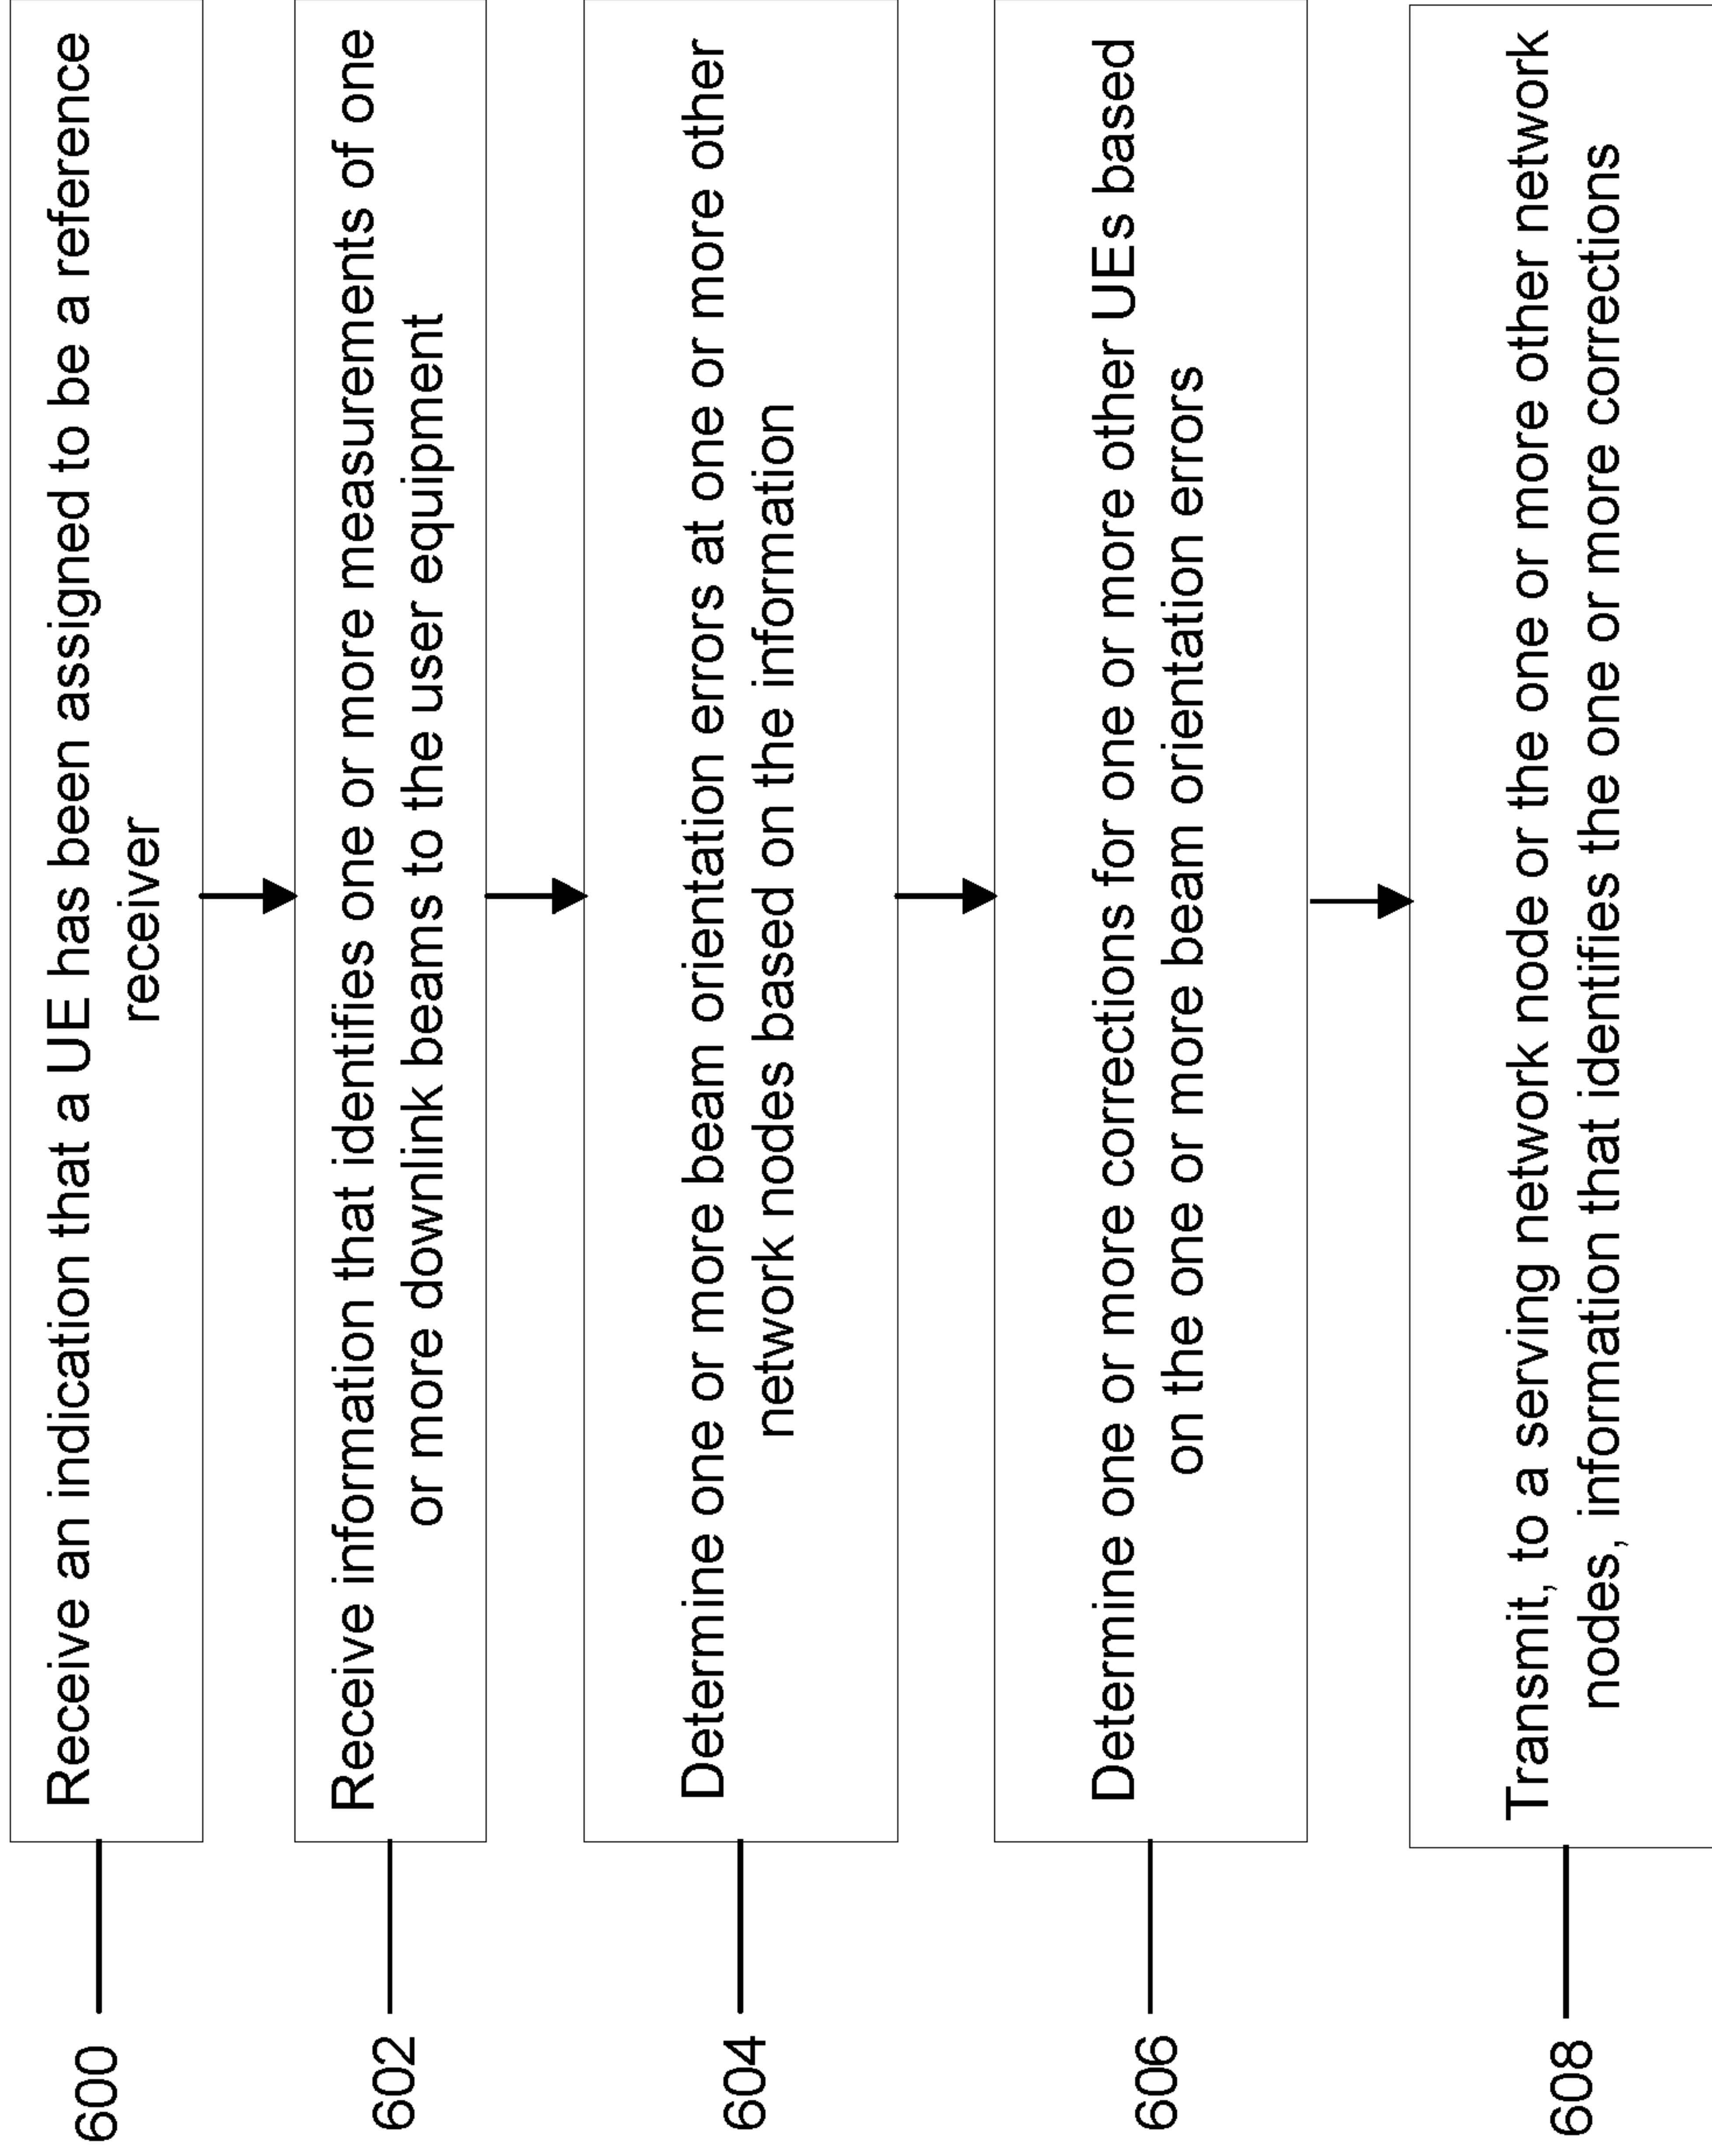 600
Receive an indication that a UE has been assigned to be a reference
receiver
602
Receive information that identifies one or more measurements of one
or more downlink beams to the user equipment
604
Determine one or more beam orientation errors at one or more other
network nodes based on the information
606
Determine one or more corrections for one or more other UEs based
on the one or more beam orientation errors
608
Transmit, to a serving network node or the one or more other network
nodes, information that identifies the one or more corrections